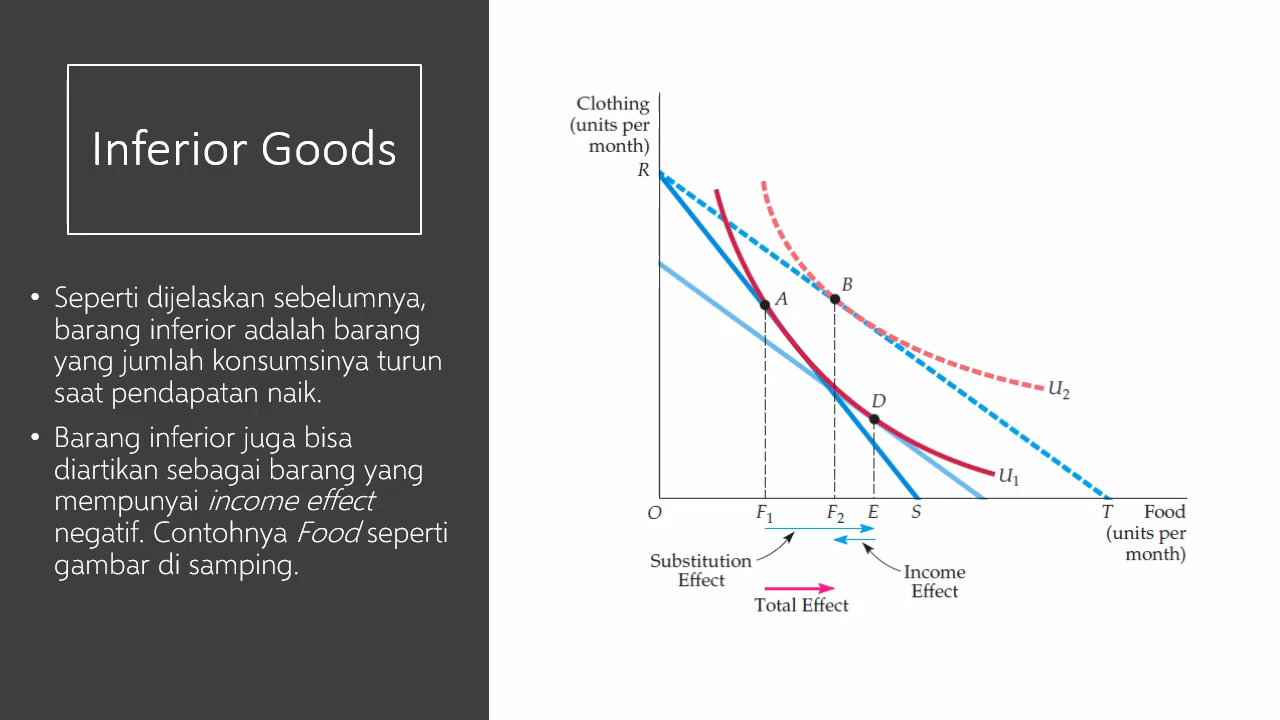 Inferior Goods
• Seperti dijelaskan sebelumnya,
barang inferior adalah barang
yang jumlah konsumsinya turun
saat pendapatan naik.
• Barang inferior juga bisa
diartikan sebagai barang yang
mempunyai income effect
negatif. Contohnya Food seperti
gambar di samping.
Clothing
(units per
month)
R
A
B
D
U2
U1
O
F1
F2
E
S
T
Food
(units per
month)
Substitution
Effect
Income
Effect
Total Effect